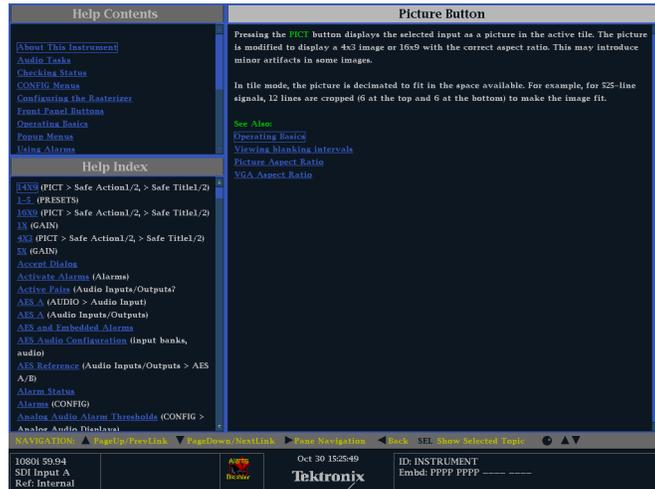 Help Contents
About This Instrument
Audio Tasks
Checking Status
CONFIG Menus
Configuring the Rasterizer
Front Panel Buttons
Operating Basics
Popup Menus
Using Alarms
Help Index
14X9 (PICT > Safe Action1/2, > Safe Title1/2)
1-5 (PRESETS)
16X9 (PICT > Safe Action1/2, > Safe Title1/2)
1X (GAIN)
4X3 (PICT > Safe Action1/2, > Safe Title1/2)
5X (GAIN)
Accept Dialog
Activate Alarms (Alarms)
Active Pairs (Audio Inputs/Outputs?
AES A (AUDIO > Audio Input)
AES A (Audio Inputs/Outputs)
AES and Embedded Alarms
AES Audio Configuration (input banks,
audio)
AES Reference (Audio Inputs/Outputs > AES
A/B)
Alarm Status
Alarms (CONFIG)
Analog Audio Alarm Thresholds (CONFIG >
Analog Audio Displays)
Picture Button
Pressing the PICT button displays the selected input as a picture in the active tile. The picture
is modified to display a 4x3 image or 16x9 with the correct aspect ratio. This may introduce
minor artifacts in some images.
In tile mode, the picture is decimated to fit in the space available. For example, for 525-line
signals, 12 lines are cropped (6 at the top and 6 at the bottom) to make the image fit.
See Also:
Operating Basics
Viewing blanking intervals
Picture Aspect Ratio
VGA Aspect Ratio
NAVIGATION: ▲ PageUp/PrevLink ▼ PageDown/NextLink ▶ Pane Navigation ◀ Back SEL Show Selected Topic ▲▼
1080i 59.94
SDI Input A
Ref: Internal
Alerts
Disabled
Oct 30 15:25:49
Tektronix
ID: INSTRUMENT
Embd: PPPP PPPP ---- ----